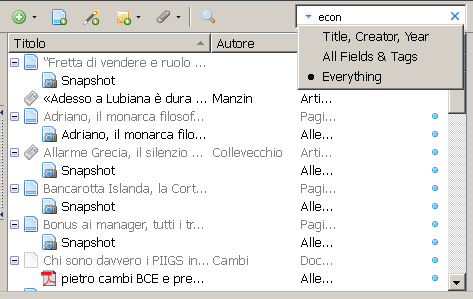 econ
Title, Creator, Year
All Fields & Tags
Everything
Titolo Autore
"Fretta di vendere e ruolo ...
Snapshot
«Adesso a Lubiana è dura ... Manzin Arti...
Adriano, il monarca filosof... Pagi...
Adriano, il monarca filo... Alle...
Allarme Grecia, il silenzio ... Collevecchio Arti...
Snapshot Alle...
Bancarotta Islanda, la Cort... Pagi...
Snapshot Alle...
Bonus ai manager, tutti i tr... Pagi...
Snapshot Alle...
Chi sono davvero i PIIGS in... Cambi Doc...
pietro cambi BCE e pre... Alle...